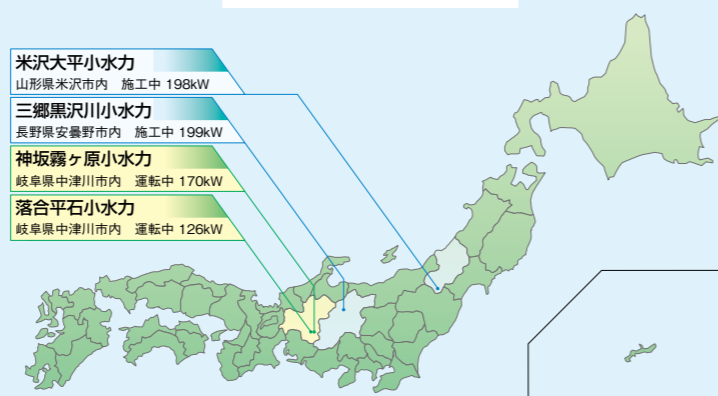 米沢大平小水力
山形県米沢市内　施工中 198kW
三郷黒沢川小水力
長野県安曇野市内　施工中 199kW
神坂霧ヶ原小水力
岐阜県中津川市内　運転中 170kW
落合平石小水力
岐阜県中津川市内　運転中 126kW